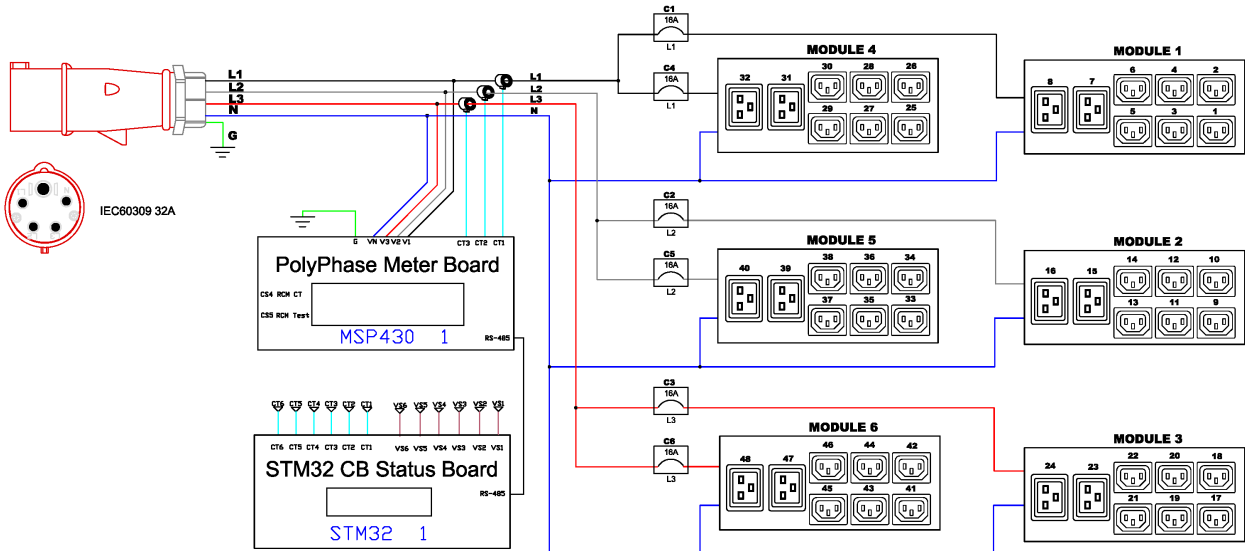 C1
16A
L1
MODULE 4
MODULE 1
C4
16A
L1
L1
L2
L3
N
G
L1
L2
L3
N
32 31 30 28 26
29 27 25
8 7 6 4 2
5 3 1
IEC60309 32A
C2
16A
L2
MODULE 5
MODULE 2
C5
16A
L2
40 39 38 36 34
37 35 33
16 15 14 12 10
13 11 9
G VN V3 V2 V1 CT3 CT2 CT1
PolyPhase Meter Board
CS4 RCM CT
CS5 RCM Test
MSP430 1
RS-485
C3
16A
L3
MODULE 6
MODULE 3
C6
16A
L3
48 47 46 44 42
45 43 41
24 23 22 20 18
21 19 17
CT6 CT5 CT4 CT3 CT2 CT1 VS6 VS5 VS4 VS3 VS2 VS1
CT6 CT5 CT4 CT3 CT2 CT1 VS6 VS5 VS4 VS3 VS2 VS1
STM32 CB Status Board
RS-485
STM32 1